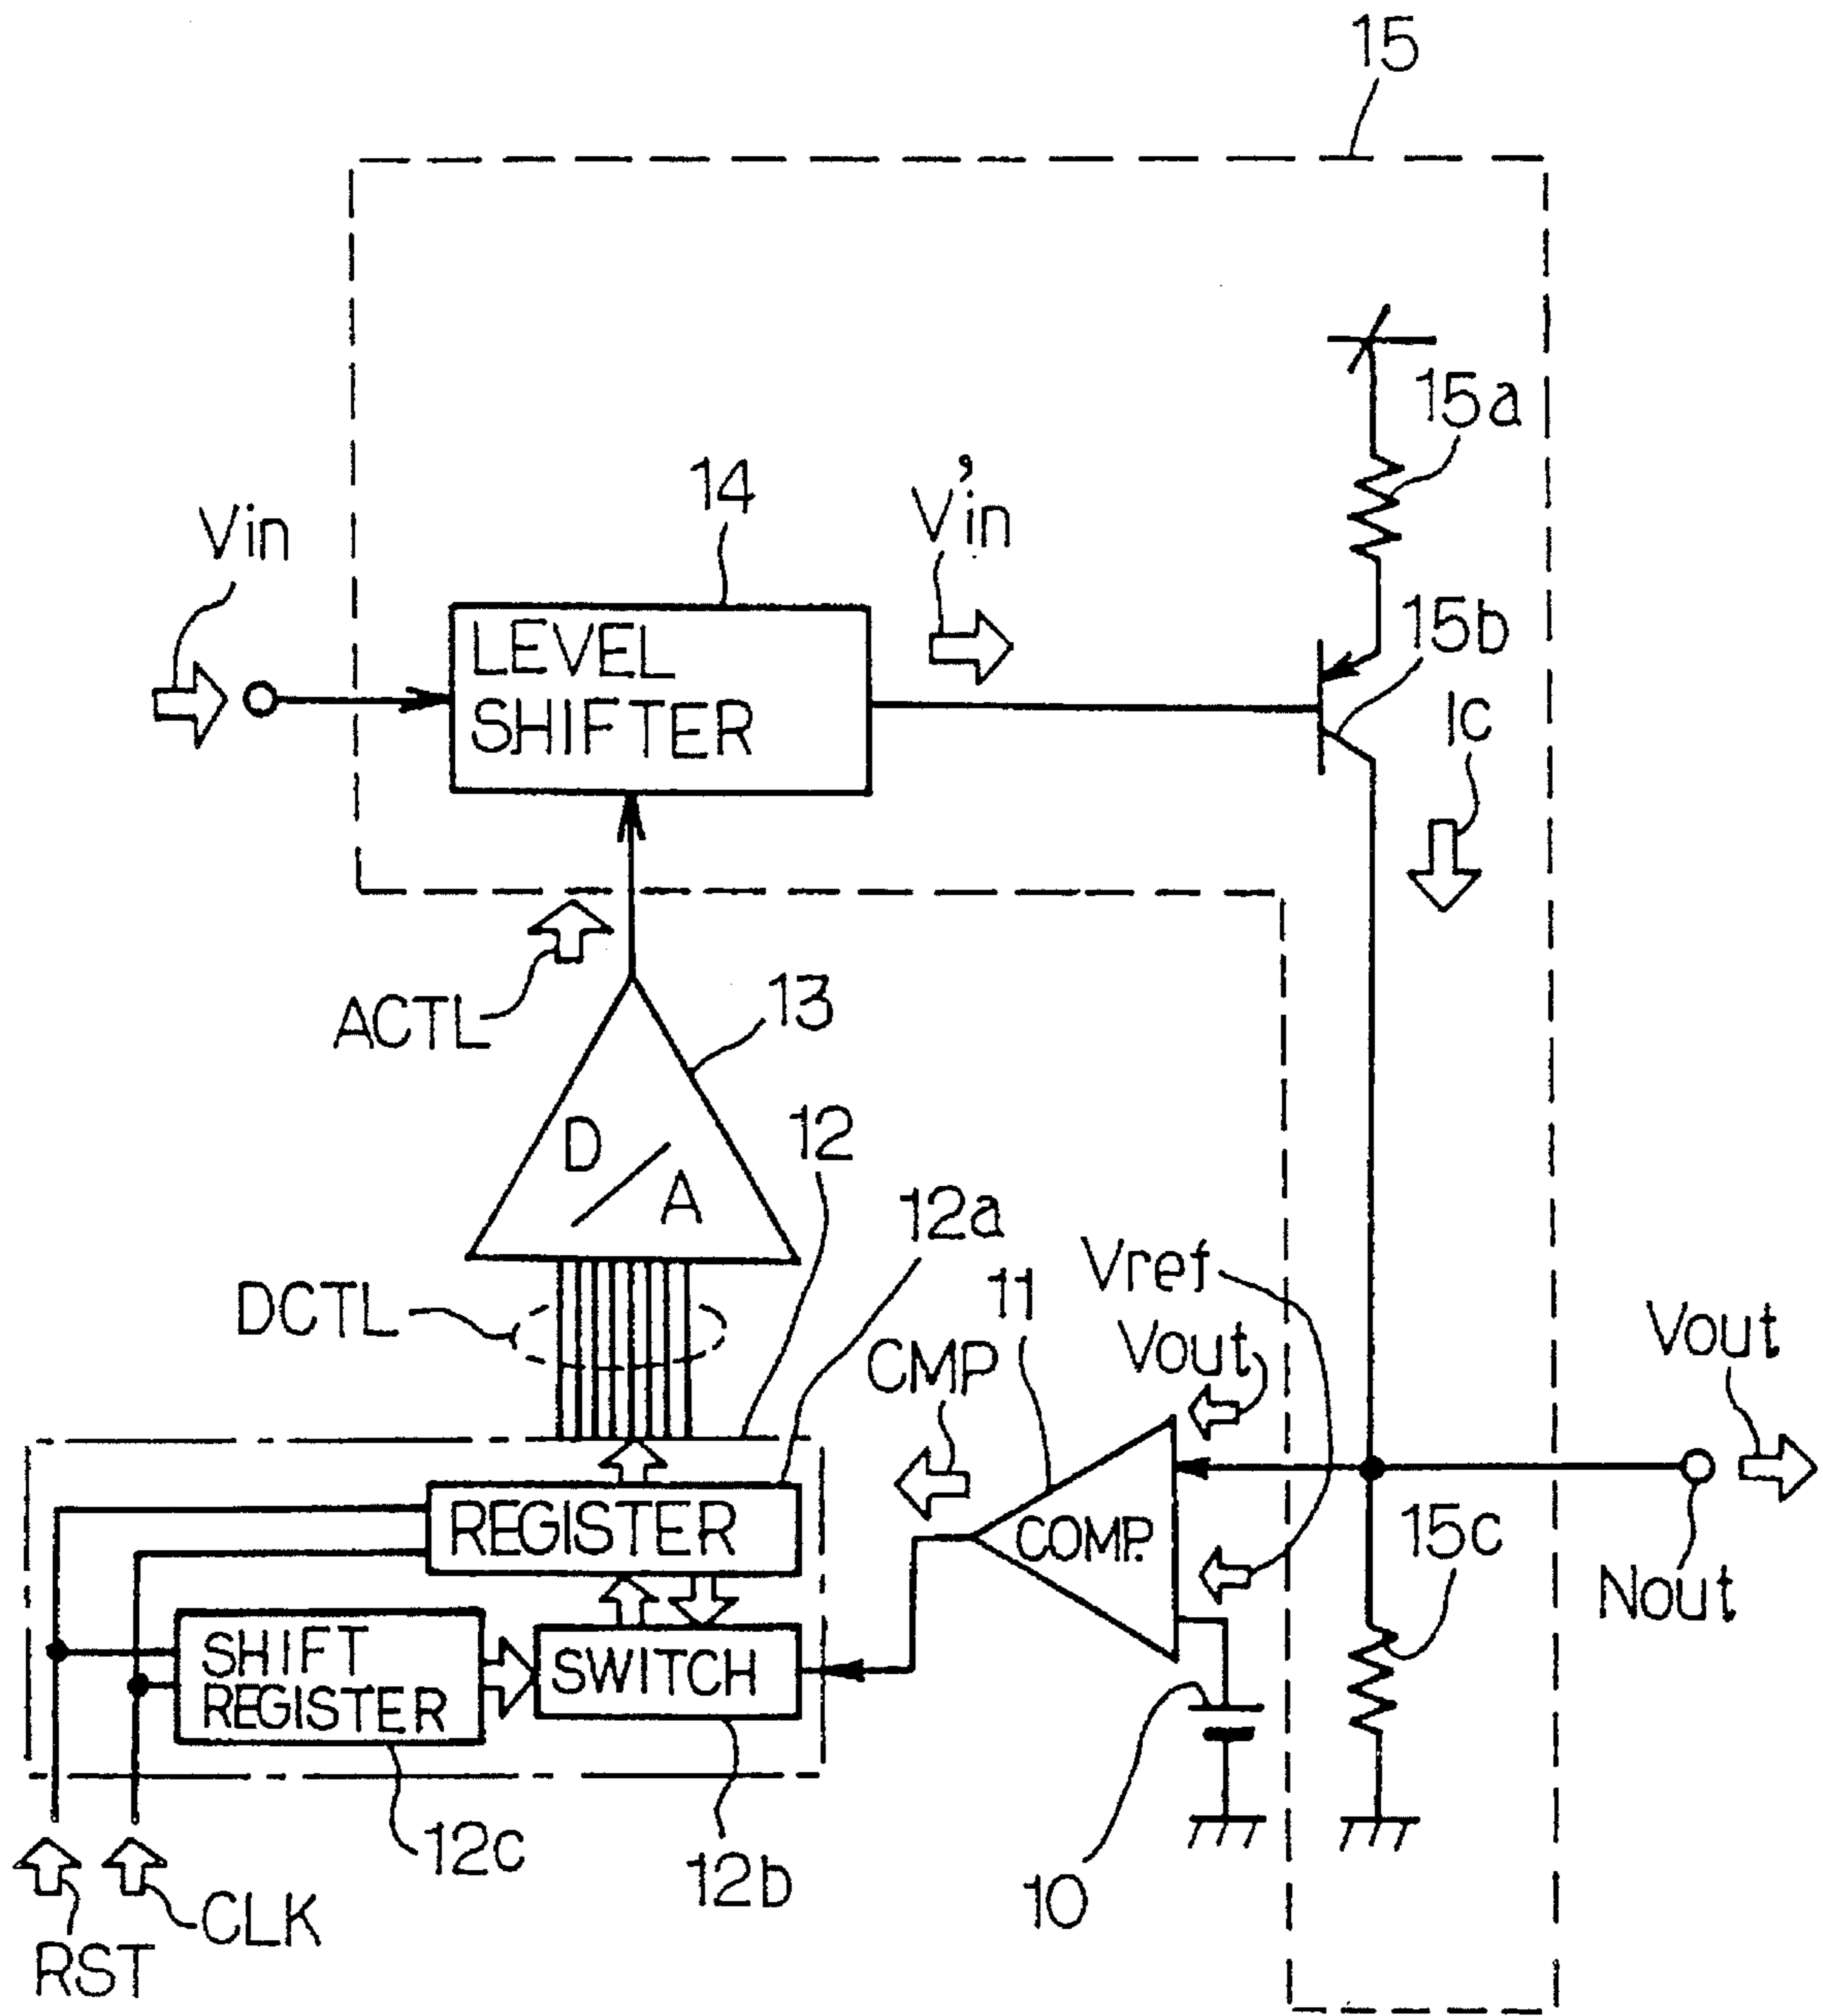 15
15a
14
V'in
Vin
15b
LEVEL
SHIFTER
Ic
ACTL
13
D/A
12
12a
Vref
11
Vout
DCTL
CMP
Vout
REGISTER
COMP.
15c
Nout
SHIFT
REGISTER
SWITCH
12c
12b
10
CLK
RST